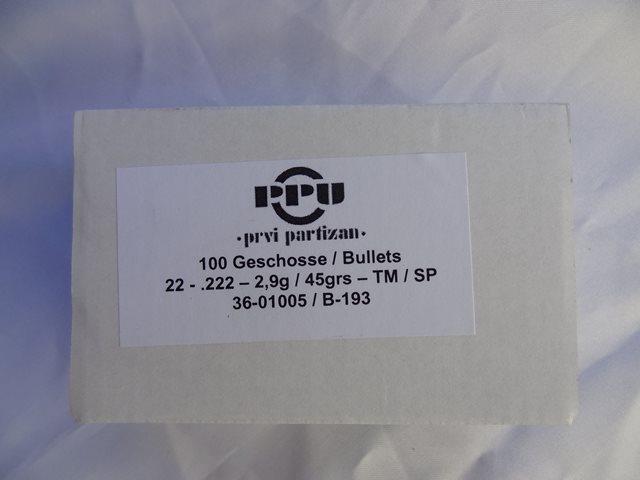 PPU
·prvi partizan·
100 Geschosse / Bullets
22 - .222 – 2,9g / 45grs – TM / SP
36-01005 / B-193